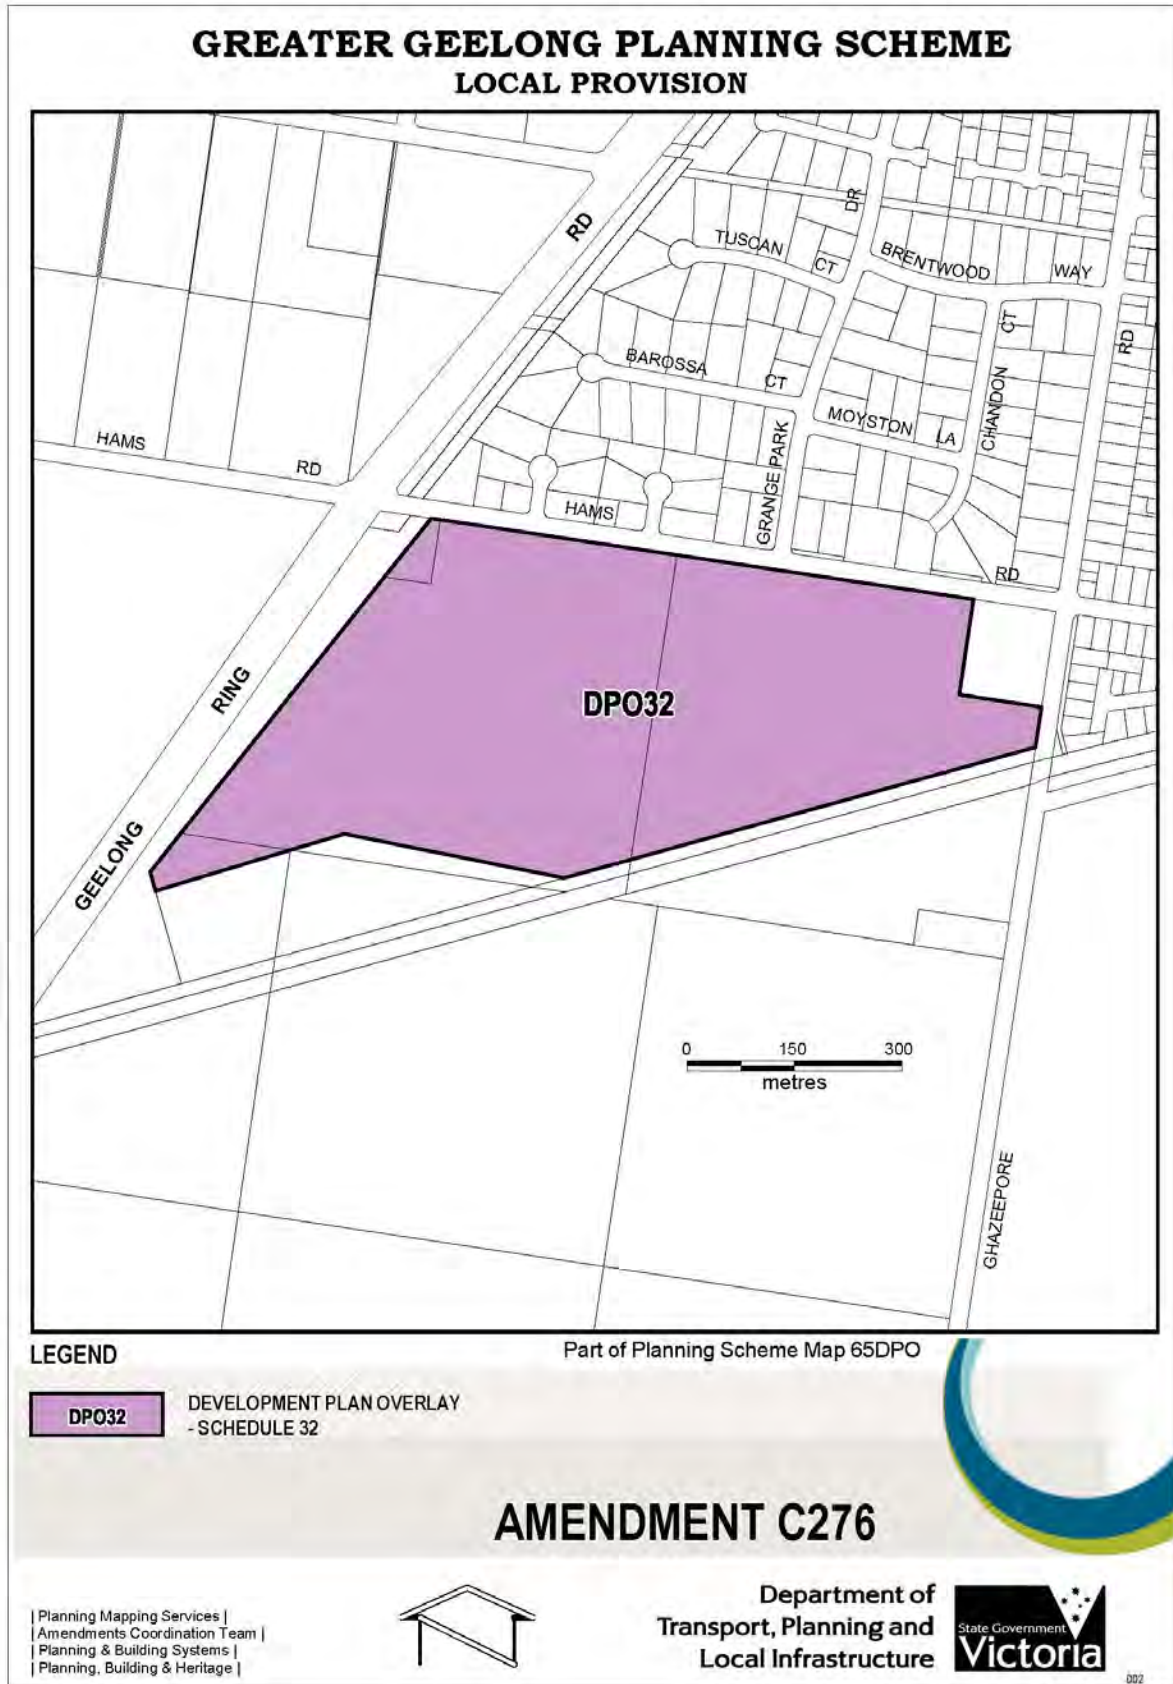 GREATER GEELONG PLANNING SCHEME
LOCAL PROVISION
RD
DR
TUSCAN
CT
BRENTWOOD
WAY
CT
RD
BAROSSA
CT
CHANDON
MOYSTON
LA
HAMS
RD
GRANGE PARK
HAMS
RD
RING
DPO32
GEELONG
0 150 300
metres
GHAZEEPORE
LEGEND
Part of Planning Scheme Map 65DPO
DPO32
DEVELOPMENT PLAN OVERLAY
- SCHEDULE 32
AMENDMENT C276
| Planning Mapping Services |
| Amendments Coordination Team |
| Planning & Building Systems |
| Planning, Building & Heritage |
Department of
Transport, Planning and
Local Infrastructure
State Government
Victoria
002